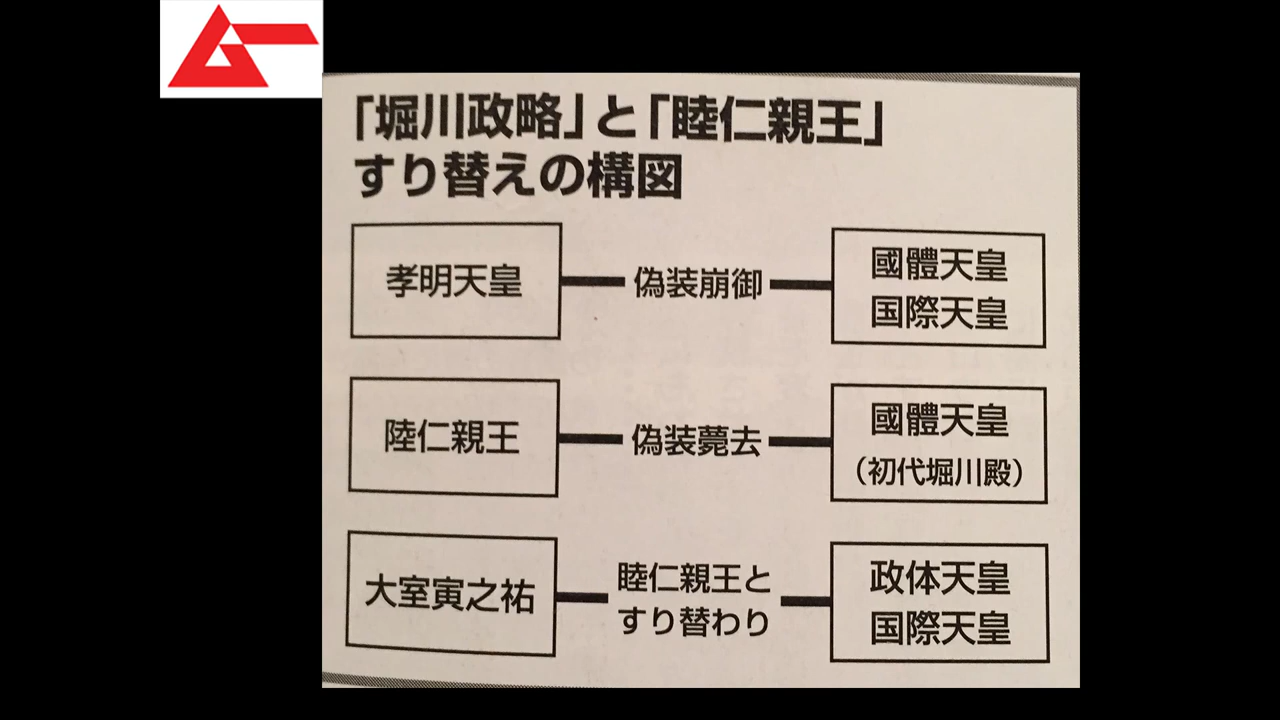 ムー
「堀川政略」と「睦仁親王」
すり替えの構図
孝明天皇
偽装崩御
國體天皇
国際天皇
陸仁親王
偽装薨去
國體天皇
（初代堀川殿）
大室寅之祐
睦仁親王と
すり替わり
政体天皇
国際天皇